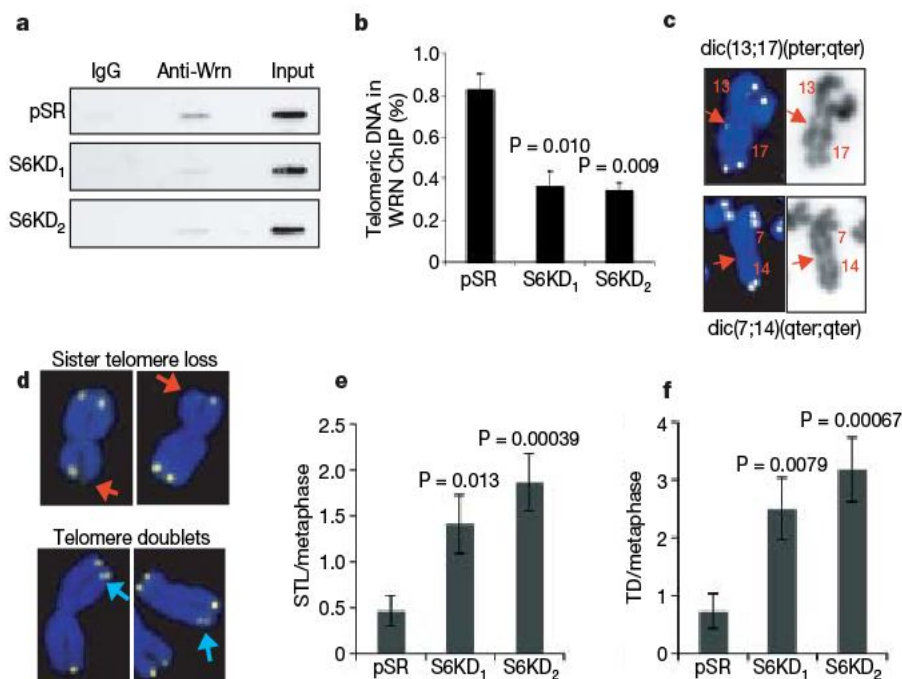 a
IgG Anti-Wrn Input
pSR
S6KD1
S6KD2
b
Telomeric DNA in
WRN ChIP (%)
1.0
0.8
0.6
0.4
0.2
0
P = 0.010
P = 0.009
pSR S6KD1 S6KD2
c
dic(13;17)(pter;qter)
13 13
17 17
7 7
14 14
dic(7;14)(qter;qter)
d
Sister telomere loss
Telomere doublets
e
STL/metaphase
2.5
2.0
1.5
1.0
0.5
0
P = 0.00039
P = 0.013
pSR S6KD1 S6KD2
f
TD/metaphase
4
3
2
1
0
P = 0.00067
P = 0.0079
pSR S6KD1 S6KD2